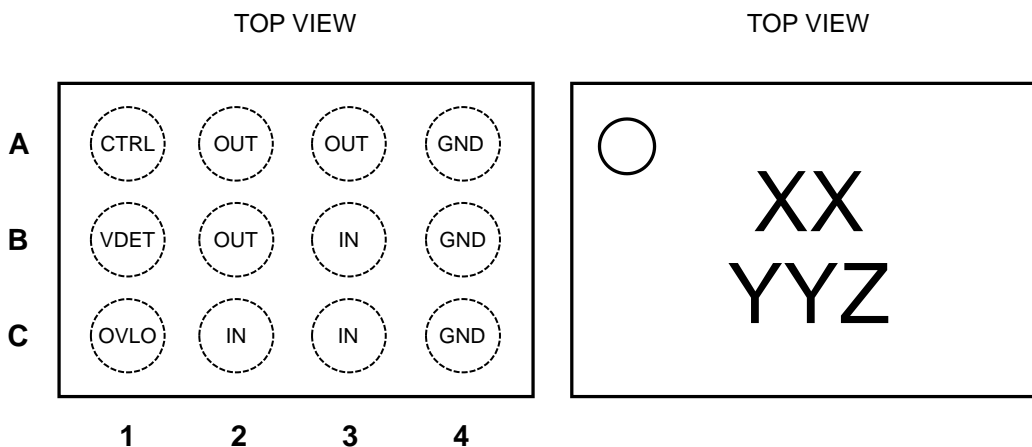 TOP VIEW TOP VIEW
A CTRL OUT OUT GND
XX
B VDET OUT IN GND
YYZ
C OVLO IN IN GND
1 2 3 4